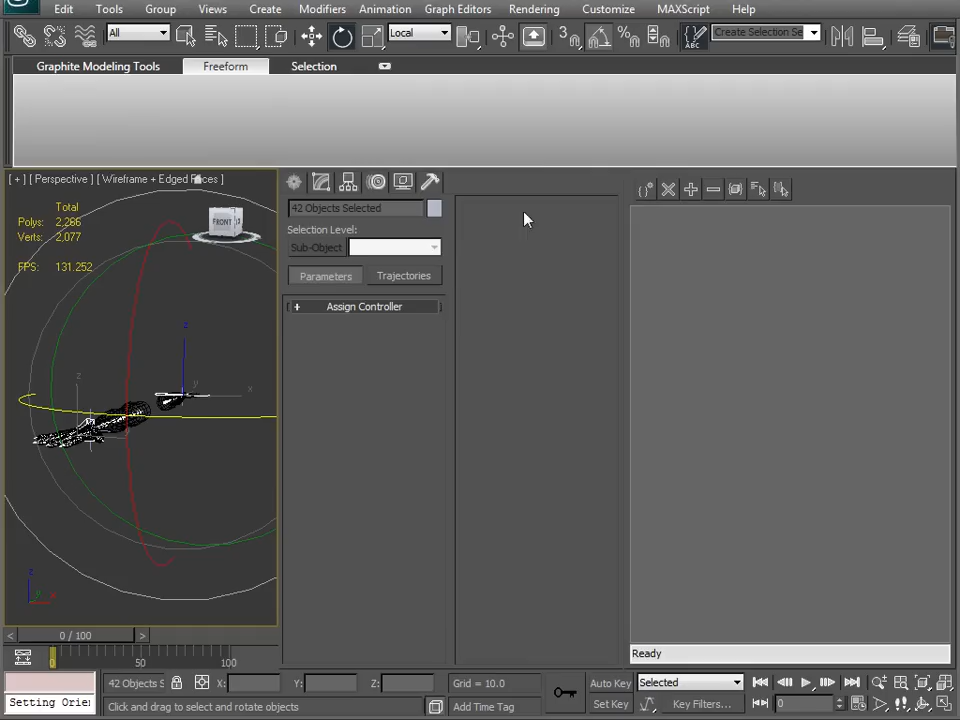 Edit Tools Group Views Create Modifiers Animation Graph Editors Rendering Customize MAXScript Help
All Local 3 ABC Create Selection Se
Graphite Modeling Tools Freeform Selection
[ + ] [ Perspective ] [ Wireframe + Edged Faces ]
Total
Polys: 2,266
Verts: 2,077
FPS: 131.252
FRONT
z
y
x
z
z
x
42 Objects Selected
Selection Level:
Sub-Object
Parameters Trajectories
+ Assign Controller
Ready
< 0 / 100 >
0 50 100
42 Objects S X: Y: Z: Grid = 10.0 Auto Key Selected
Setting Orie Click and drag to select and rotate objects Add Time Tag Set Key Key Filters... 0